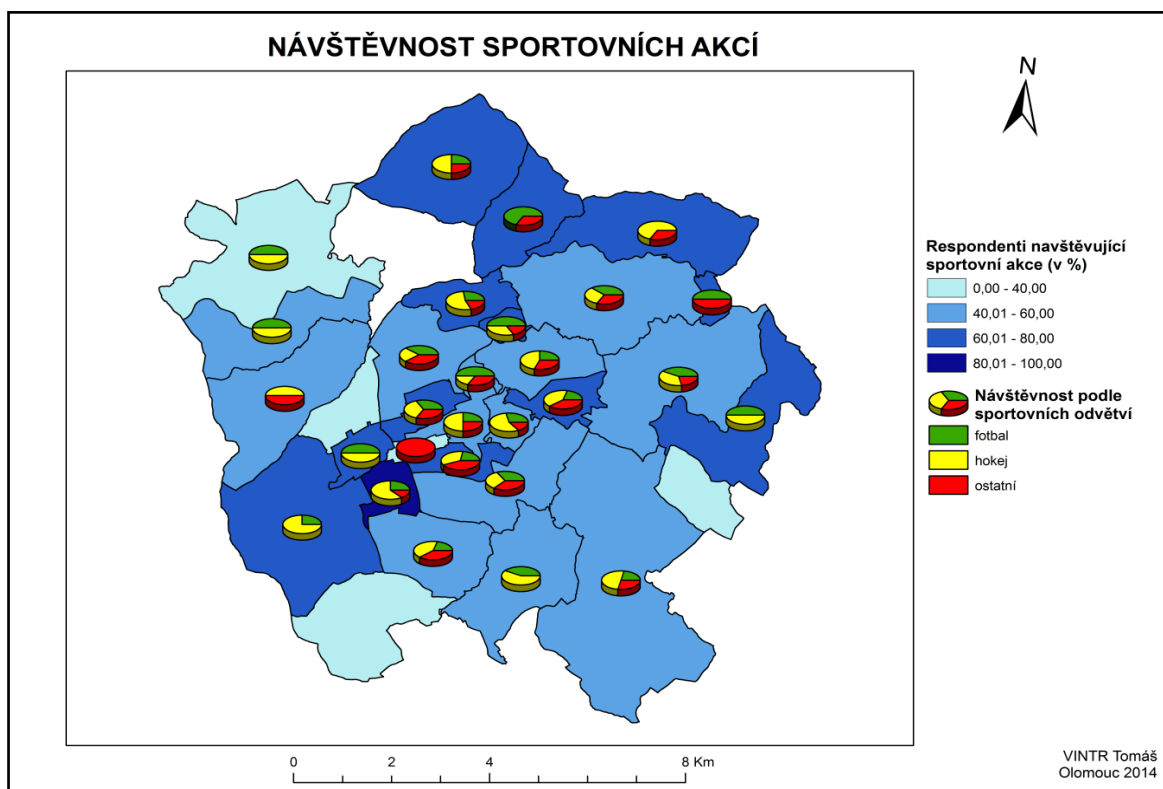 NÁVŠTĚVNOST SPORTOVNÍCH AKCÍ
N
Respondenti navštěvující
sportovní akce (v %)
0,00 - 40,00
40,01 - 60,00
60,01 - 80,00
80,01 - 100,00
Návštěvnost podle
sportovních odvětví
fotbal
hokej
ostatní
0 2 4 8 Km
VINTR Tomáš
Olomouc 2014